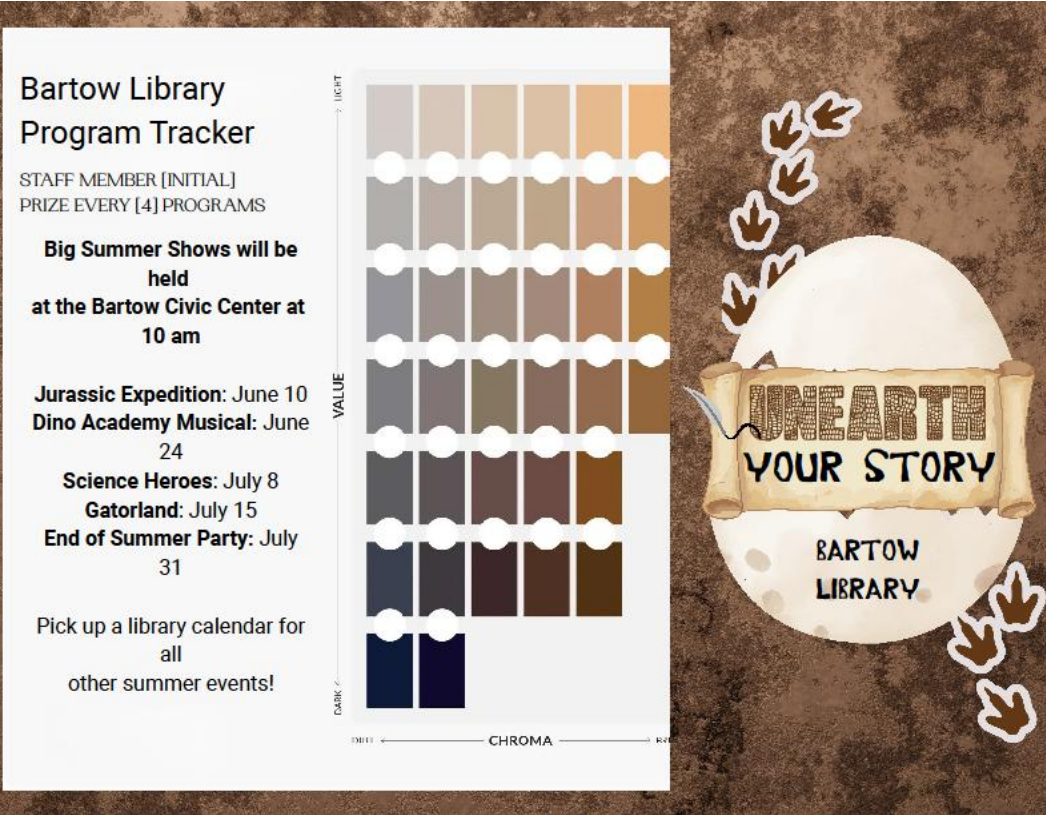 Bartow Library
Program Tracker
STAFF MEMBER [INITIAL]
PRIZE EVERY [4] PROGRAMS
Big Summer Shows will be
held
at the Bartow Civic Center at
10 am
Jurassic Expedition: June 10
Dino Academy Musical: June
24
Science Heroes: July 8
Gatorland: July 15
End of Summer Party: July
31
Pick up a library calendar for
all
other summer events!
LIGHT
VALUE
DARK
CHROMA
UNEARTH
YOUR STORY
BARTOW
LIBRARY